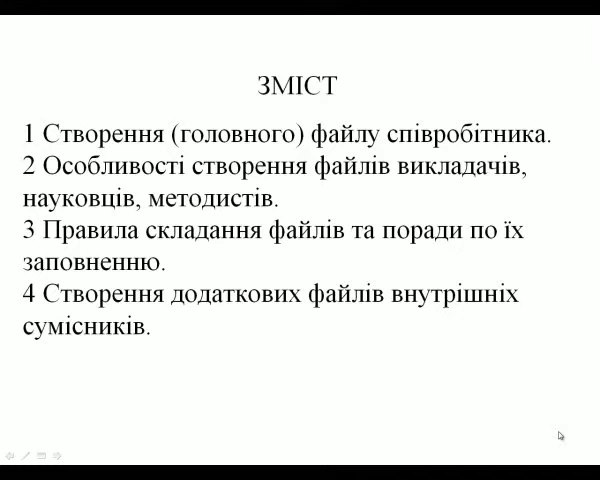 ЗМІСТ
1 Створення (головного) файлу співробітника.
2 Особливості створення файлів викладачів,
науковців, методистів.
3 Правила складання файлів та поради по їх
заповненню.
4 Створення додаткових файлів внутрішніх
сумісників.